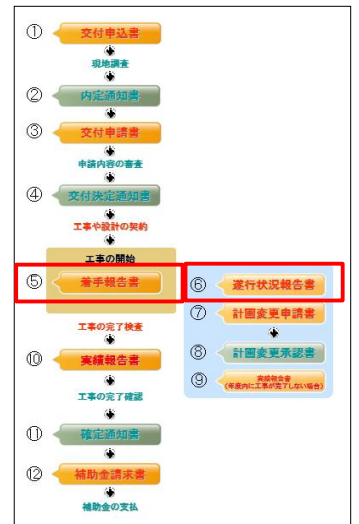 ① 交付申込書
現地調査
② 内定通知書
③ 交付申請書
申請内容の審査
④ 交付決定通知書
工事や設計の契約
工事の開始
⑤ 着手報告書
⑥ 遂行状況報告書
⑦ 計画変更申請書
⑧ 計画変更承認書
⑨ 実績報告書
(年度内に工事が完了しない場合)
工事の完了検査
⑩ 実績報告書
工事の完了確認
⑪ 確定通知書
⑫ 補助金請求書
補助金の支払